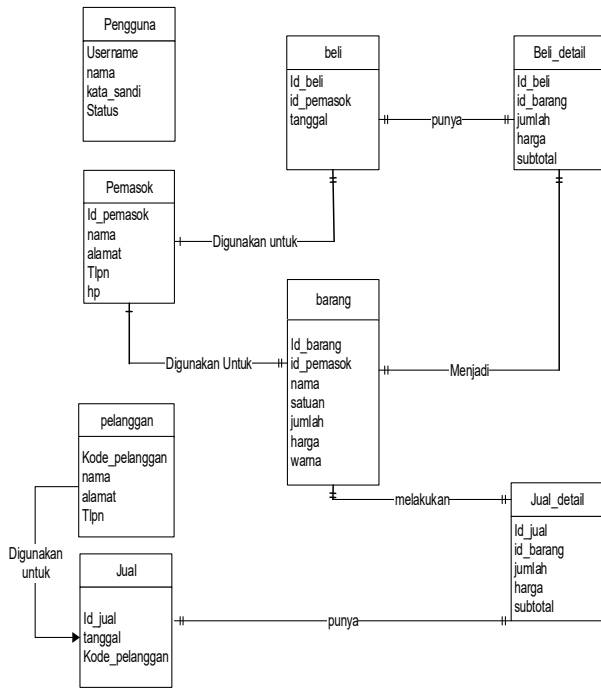 Pengguna
Username
nama
kata_sandi
Status
beli
Id_beli
id_pemasok
tanggal
punya
Beli_detail
Id_beli
id_barang
jumlah
harga
subtotal
Pemasok
Id_pemasok
nama
alamat
Tlpn
hp
Digunakan untuk
Digunakan Untuk
barang
Id_barang
id_pemasok
nama
satuan
jumlah
harga
warna
Menjadi
pelanggan
Kode_pelanggan
nama
alamat
Tlpn
melakukan
Jual_detail
Id_jual
id_barang
jumlah
harga
subtotal
Digunakan
untuk
Jual
Id_jual
tanggal
Kode_pelanggan
punya